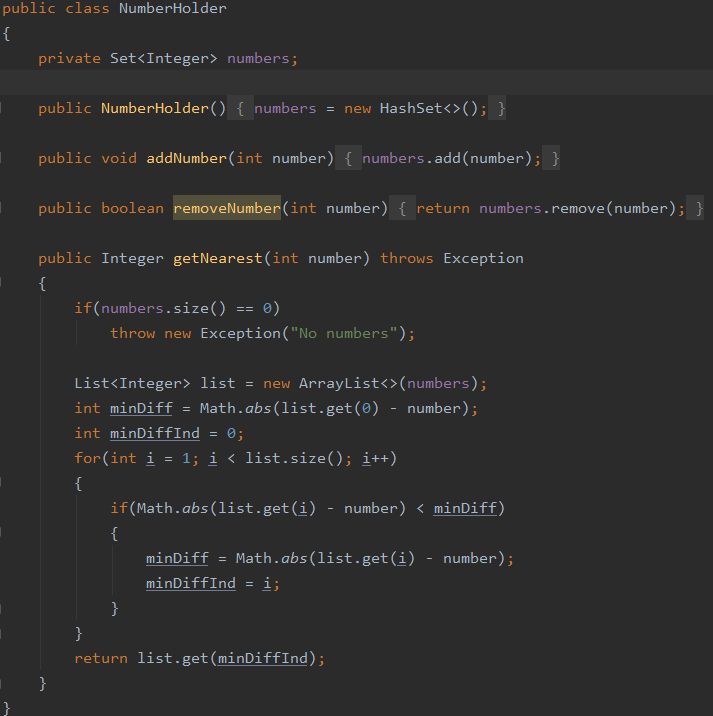 public class NumberHolder
{
    private Set<Integer> numbers;
    public NumberHolder() { numbers = new HashSet<>(); }
    public void addNumber(int number) { numbers.add(number); }
    public boolean removeNumber(int number) { return numbers.remove(number); }
    public Integer getNearest(int number) throws Exception
    {
        if(numbers.size() == 0)
            throw new Exception("No numbers");
        List<Integer> list = new ArrayList<>(numbers);
        int minDiff = Math.abs(list.get(0) - number);
        int minDiffInd = 0;
        for(int i = 1; i < list.size(); i++)
        {
            if(Math.abs(list.get(i) - number) < minDiff)
            {
                minDiff = Math.abs(list.get(i) - number);
                minDiffInd = i;
            }
        }
        return list.get(minDiffInd);
    }
}